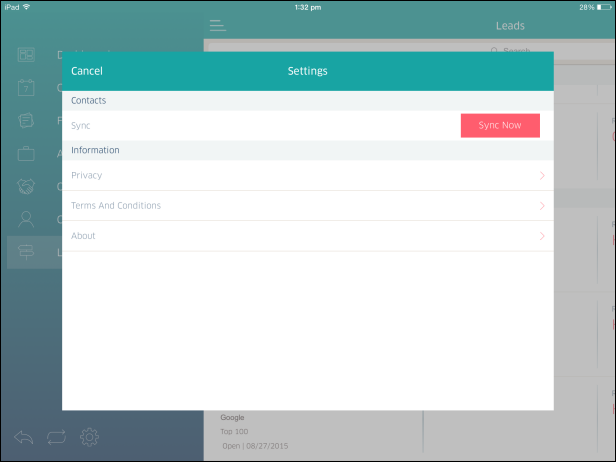 iPad
1:32 pm
28%
Leads
Search
Cancel
Settings
Contacts
Sync
Sync Now
Information
Privacy
Terms And Conditions
About
Google
Top 100
Open | 08/27/2015